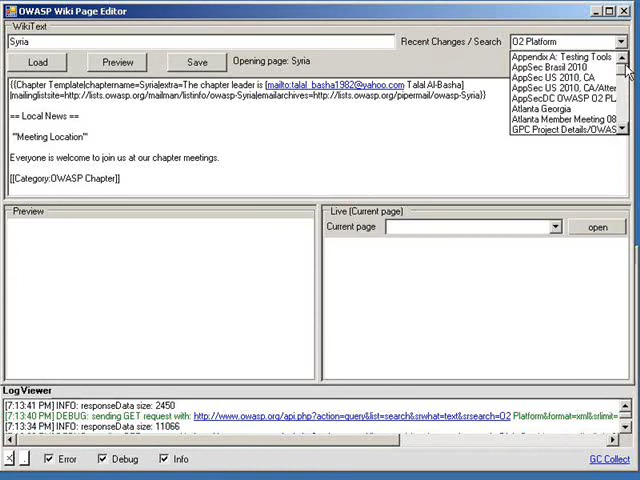 OWASP Wiki Page Editor
WikiText
Syria
Recent Changes / Search
O2 Platform
Load
Preview
Save
Opening page: Syria
Appendix A: Testing Tools
AppSec Brasil 2010
AppSec US 2010, CA
AppSec US 2010, CA/Atter
AppSecDC OWASP O2 PL
Atlanta Georgia
Atlanta Member Meeting 08
GPC Project Details/OWAS
{{Chapter Template|chaptername=Syria|extra=The chapter leader is [mailto:talal_basha1982@yahoo.com Talal Al-Basha]
|mailinglistsite=http://lists.owasp.org/mailman/listinfo/owasp-Syria|emailarchives=http://lists.owasp.org/pipermail/owasp-Syria}}
== Local News ==
'''Meeting Location'''
Everyone is welcome to join us at our chapter meetings.
[[Category:OWASP Chapter]]
Preview
Live (Current page)
Current page
open
Log Viewer
[7:13:41 PM] INFO: responseData size: 2450
[7:13:40 PM] DEBUG: sending GET request with: http://www.owasp.org/api.php?action=query&list=search&srwhat=text&srsearch=O2 Platform&format=xml&srlimit=
[7:13:34 PM] INFO: responseData size: 11066
X
.
Error
Debug
Info
GC Collect